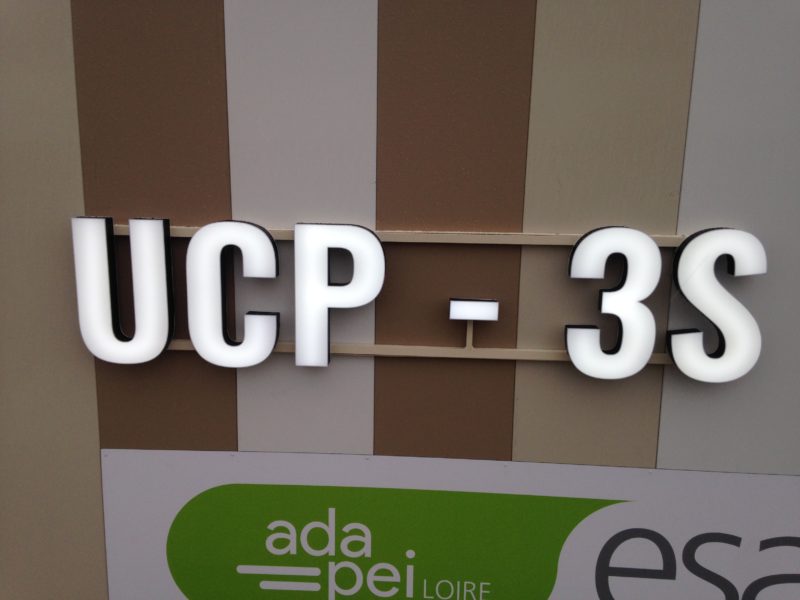 UCP - 3S
ada
pei LOIRE
esa